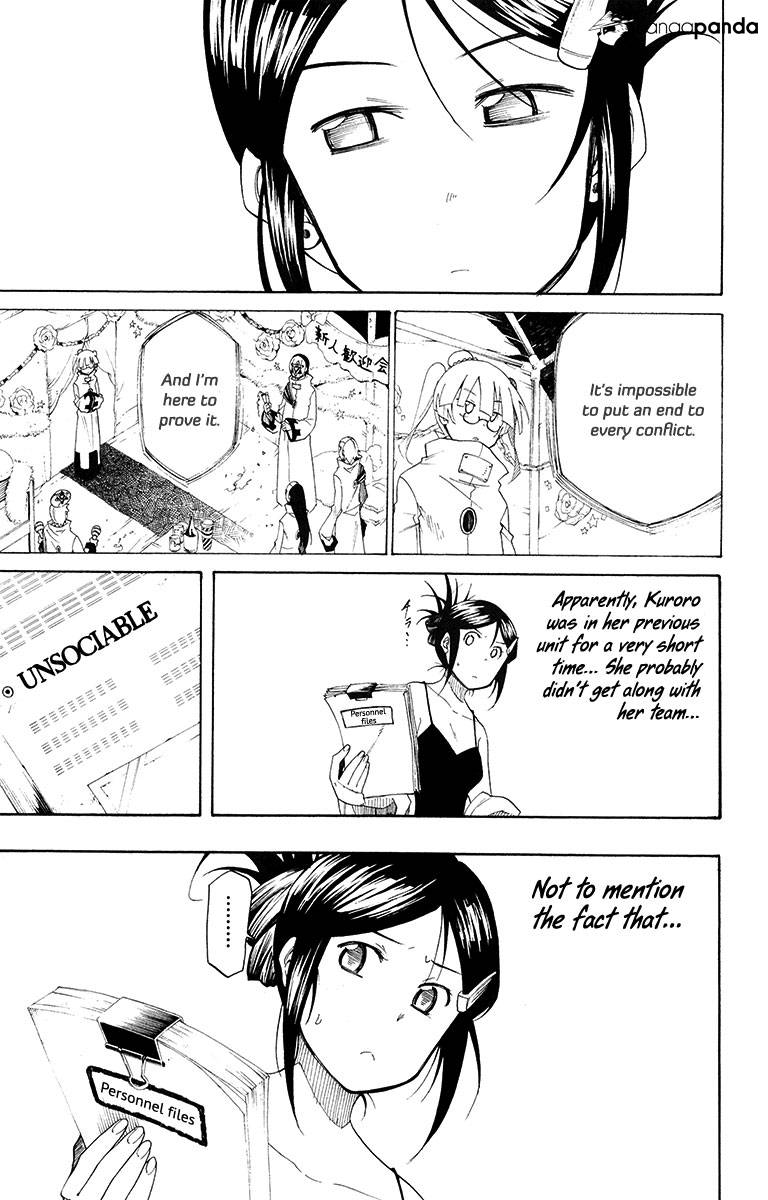 mangapanda
It's impossible
to put an end to
every conflict.
新人歓迎会
And I'm
here to
prove it.
Apparently, Kuroro
was in her previous
unit for a very short
time... She probably
didn't get along with
her team...
Personnel
files
UNSOCIABLE
Not to mention
the fact that...
........
Personnel files